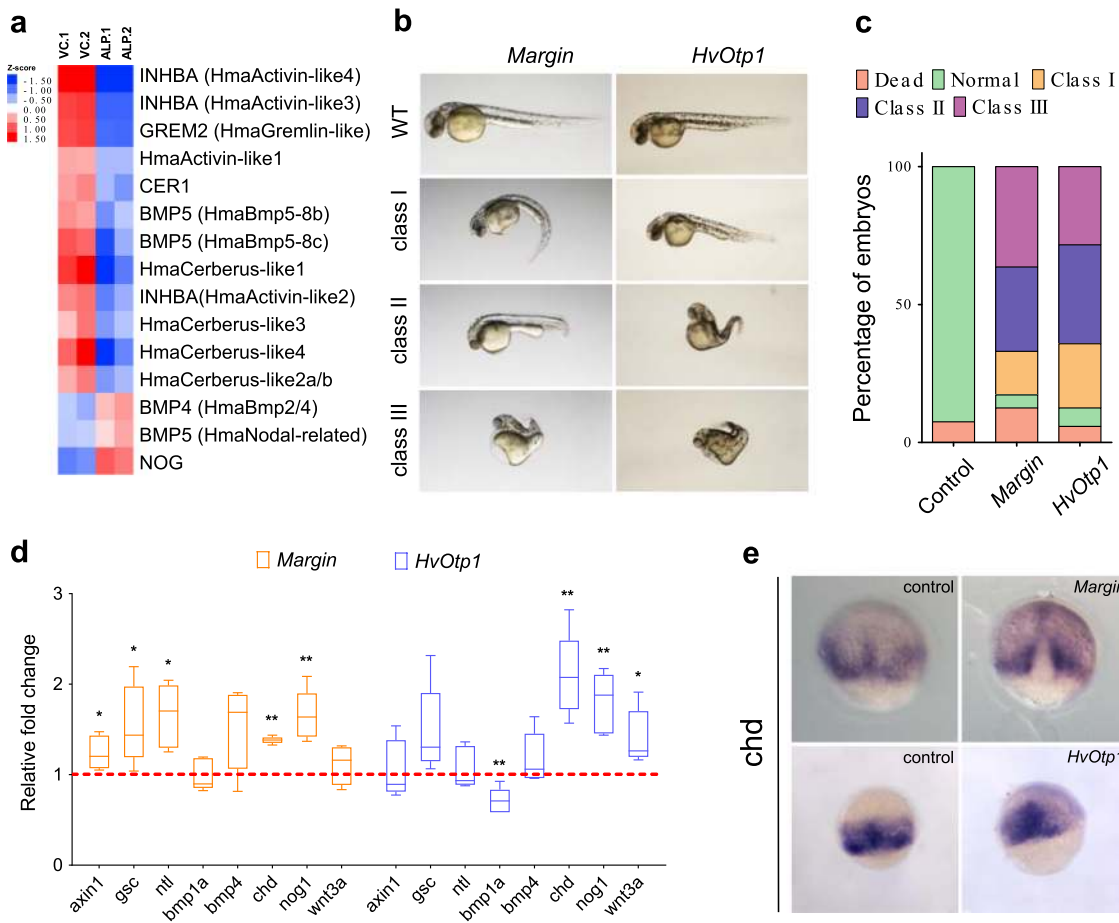 a
VC.1 VC.2 ALP.1 ALP.2
Z-score
-1.50
-1.00
-0.50
0.00
0.50
1.00
1.50
INHBA (HmaActivin-like4)
INHBA (HmaActivin-like3)
GREM2 (HmaGremlin-like)
HmaActivin-like1
CER1
BMP5 (HmaBmp5-8b)
BMP5 (HmaBmp5-8c)
HmaCerberus-like1
INHBA(HmaActivin-like2)
HmaCerberus-like3
HmaCerberus-like4
HmaCerberus-like2a/b
BMP4 (HmaBmp2/4)
BMP5 (HmaNodal-related)
NOG
b
Margin HvOtp1
WT
class I
class II
class III
c
Dead Normal Class I
Class II Class III
Percentage of embryos
100
50
0
Control Margin HvOtp1
d
Margin HvOtp1
Relative fold change
3
2
1
0
* * * ** ** ** ** ** *
axin1 gsc ntl bmp1a bmp4 chd nog1 wnt3a axin1 gsc ntl bmp1a bmp4 chd nog1 wnt3a
e
chd
control Margin
control HvOtp1